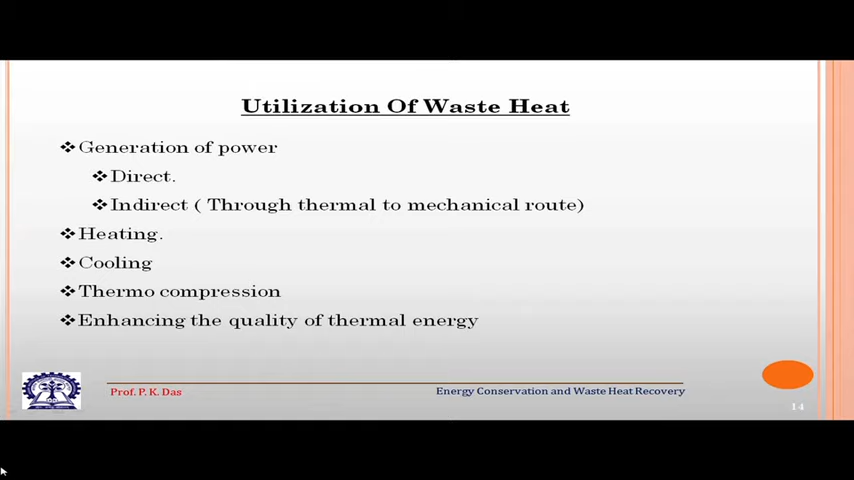 Utilization Of Waste Heat
❖Generation of power
❖Direct.
❖Indirect ( Through thermal to mechanical route)
❖Heating.
❖Cooling
❖Thermo compression
❖Enhancing the quality of thermal energy
Prof. P. K. Das
Energy Conservation and Waste Heat Recovery
14